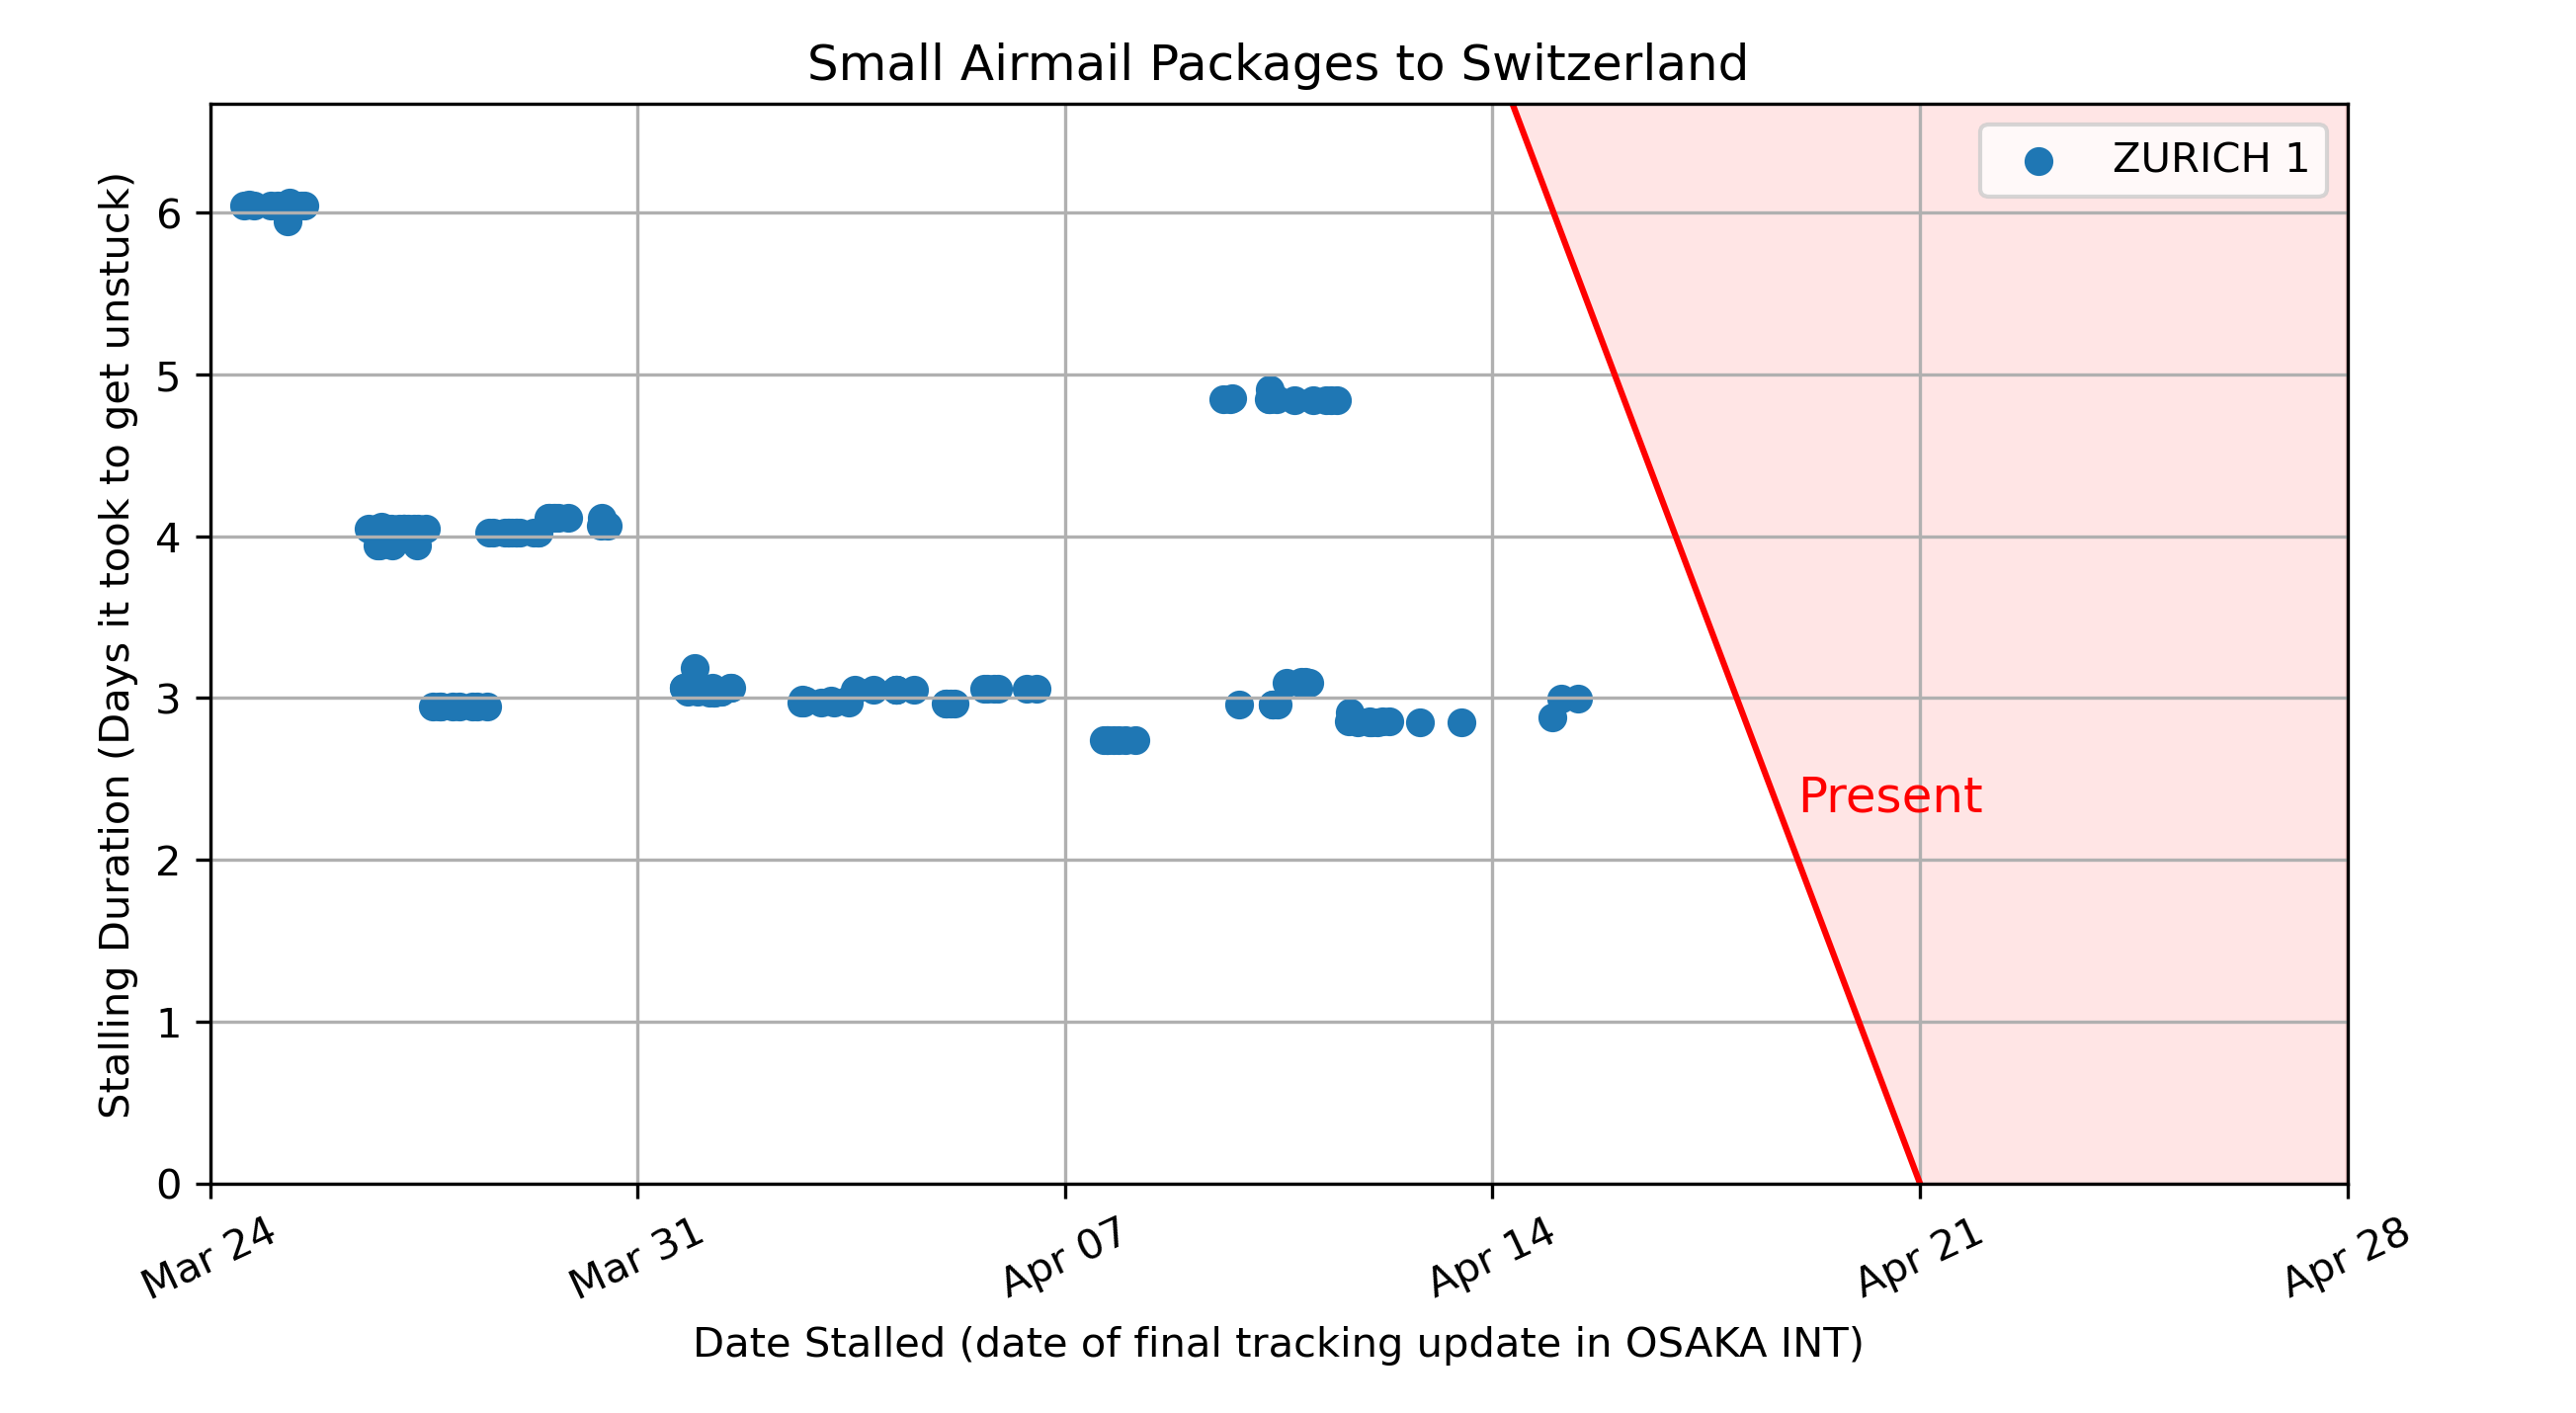 Small Airmail Packages to Switzerland
ZURICH 1
Stalling Duration (Days it took to get unstuck)
6
5
4
3
2
1
0
Present
Mar 24
Mar 31
Apr 07
Apr 14
Apr 21
Apr 28
Date Stalled (date of final tracking update in OSAKA INT)